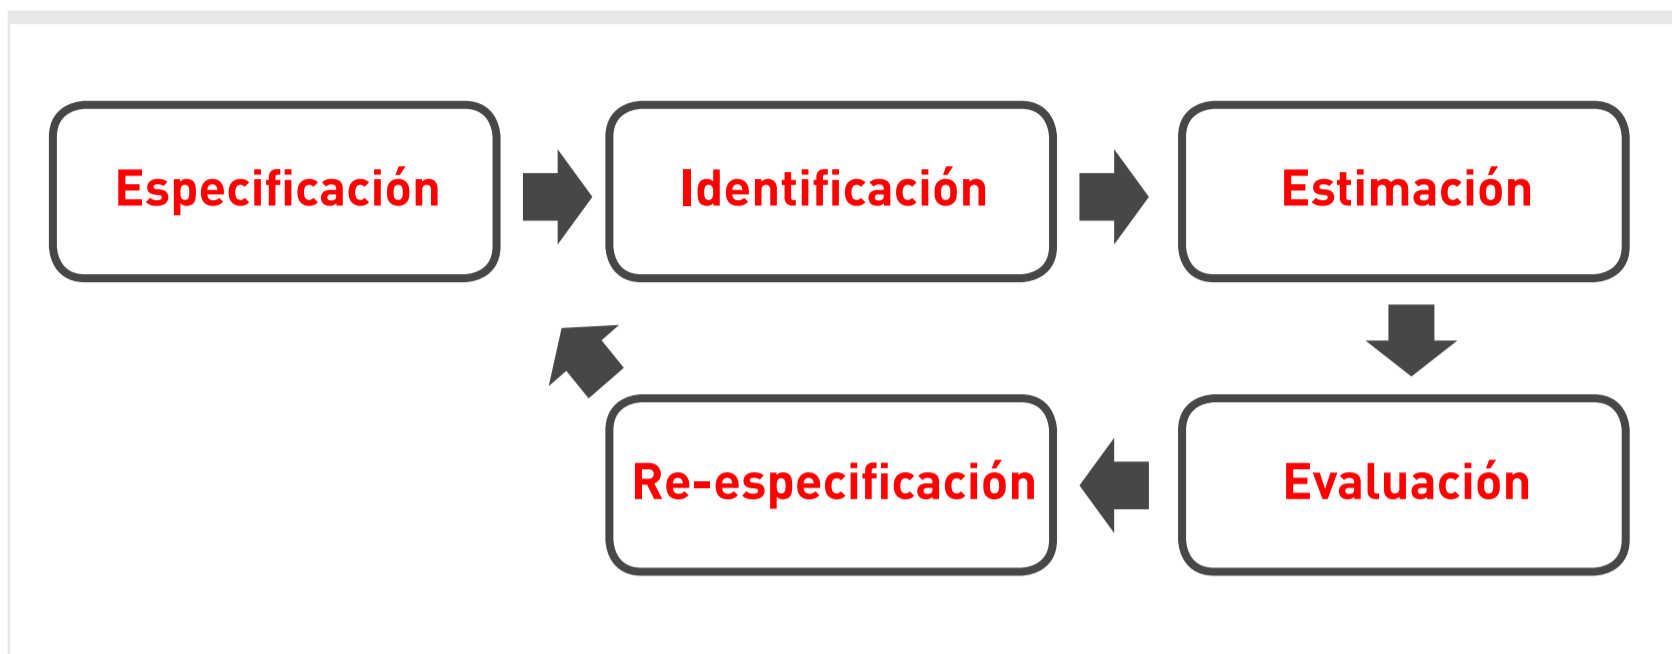 Especificación
Identificación
Estimación
Re-especificación
Evaluación